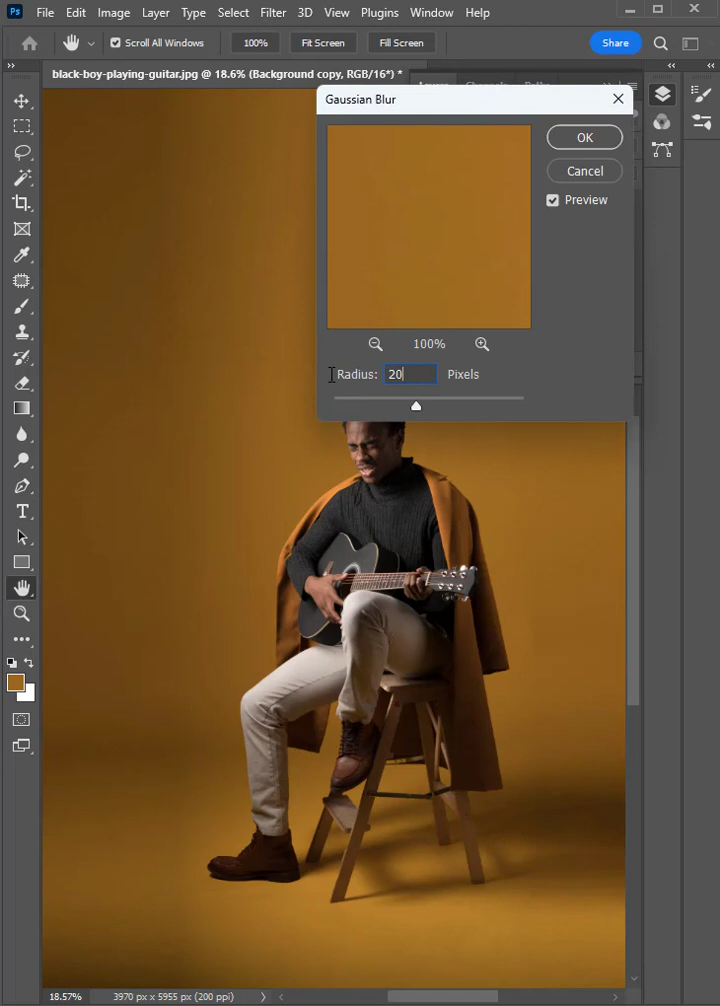 Ps File Edit Image Layer Type Select Filter 3D View Plugins Window Help
Scroll All Windows 100% Fit Screen Fill Screen Share
black-boy-playing-guitar.jpg @ 18.6% (Background copy, RGB/16*) *
Layers Channels Paths
Gaussian Blur
OK
Cancel
Preview
100%
Radius: 20 Pixels
T
18.57% 3970 px x 5955 px (200 ppi)